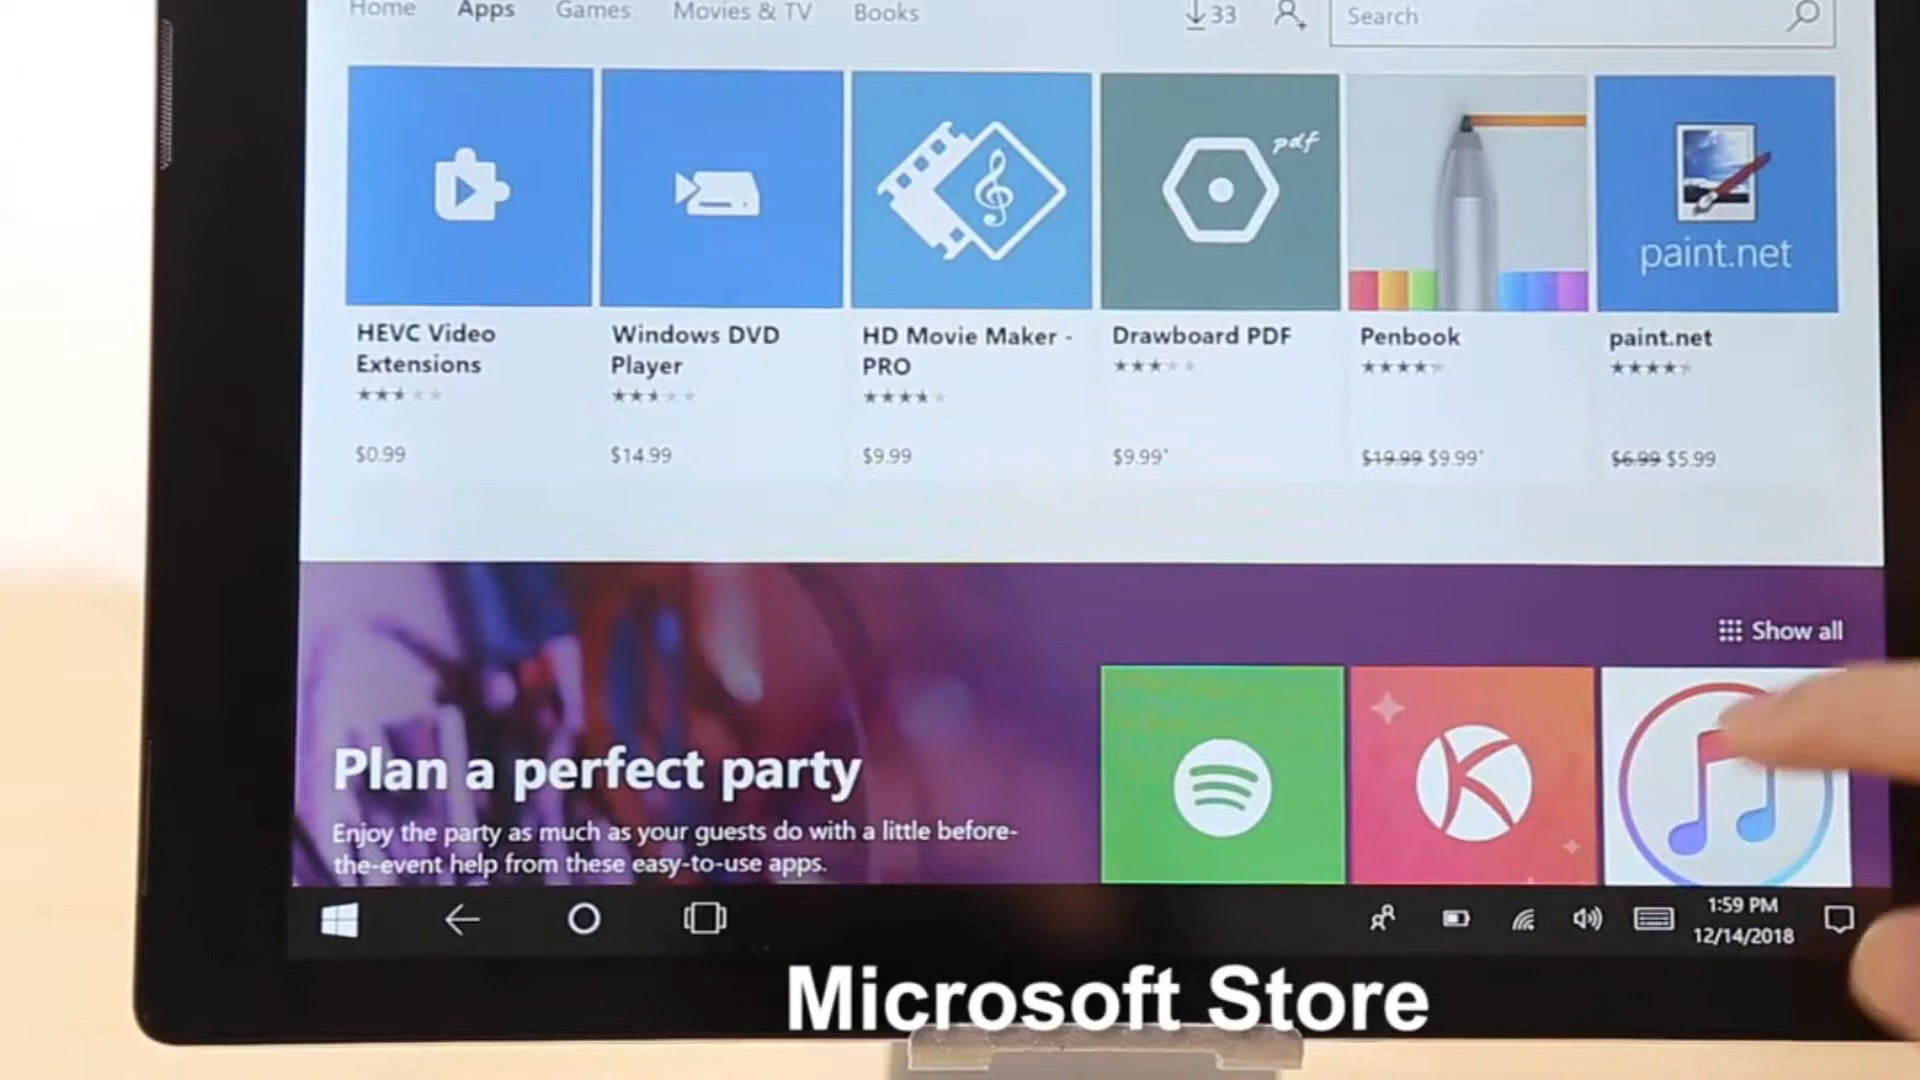 Home Apps Games Movies & TV Books 33 Search
pdf
paint.net
HEVC Video
Extensions
$0.99
Windows DVD
Player
$14.99
HD Movie Maker -
PRO
$9.99
Drawboard PDF
$9.99*
Penbook
$19.99 $9.99*
paint.net
$6.99 $5.99
Show all
Plan a perfect party
Enjoy the party as much as your guests do with a little before-
the-event help from these easy-to-use apps.
K
1:59 PM
12/14/2018
Microsoft Store